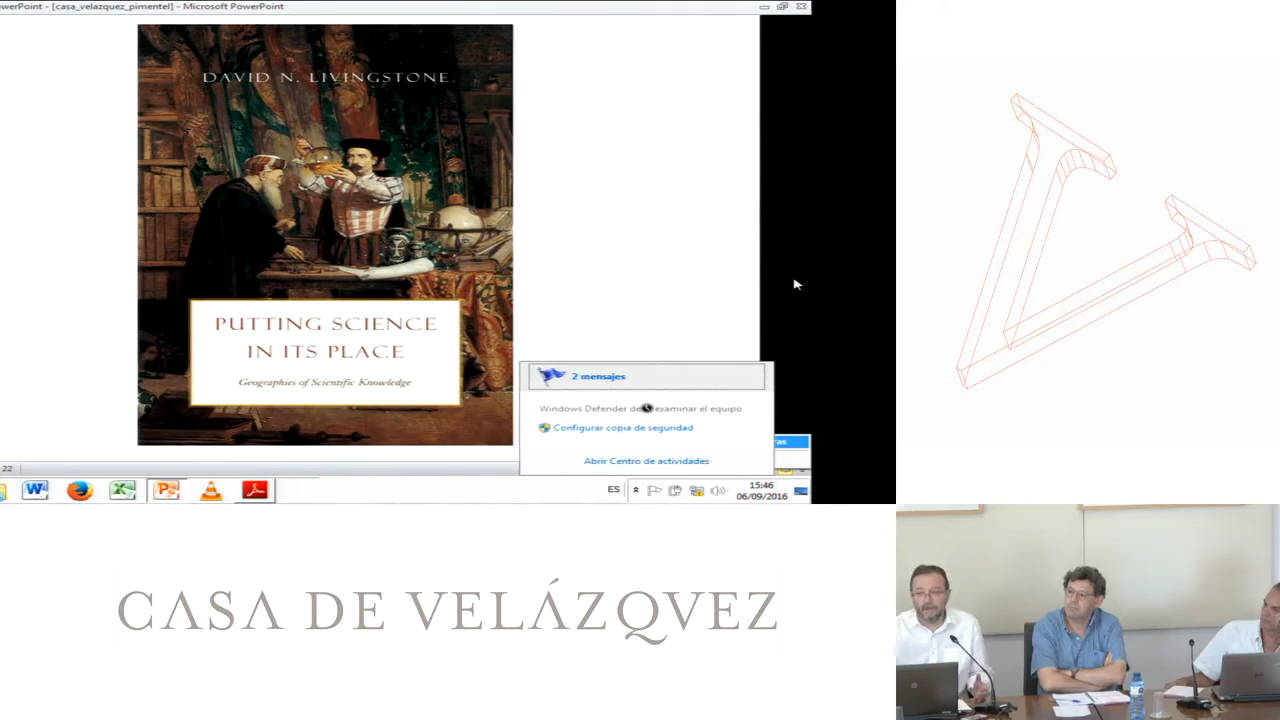 werPoint - [casa_velazquez_pimentel] - Microsoft PowerPoint
DAVID N. LIVINGSTONE
PUTTING SCIENCE
IN ITS PLACE
Geographies of Scientific Knowledge
2 mensajes
Windows Defender examinar el equipo
Configurar copia de seguridad
ras
Abrir Centro de actividades
22
ES
15:46
06/09/2016
CASA DE VELÁZQVEZ